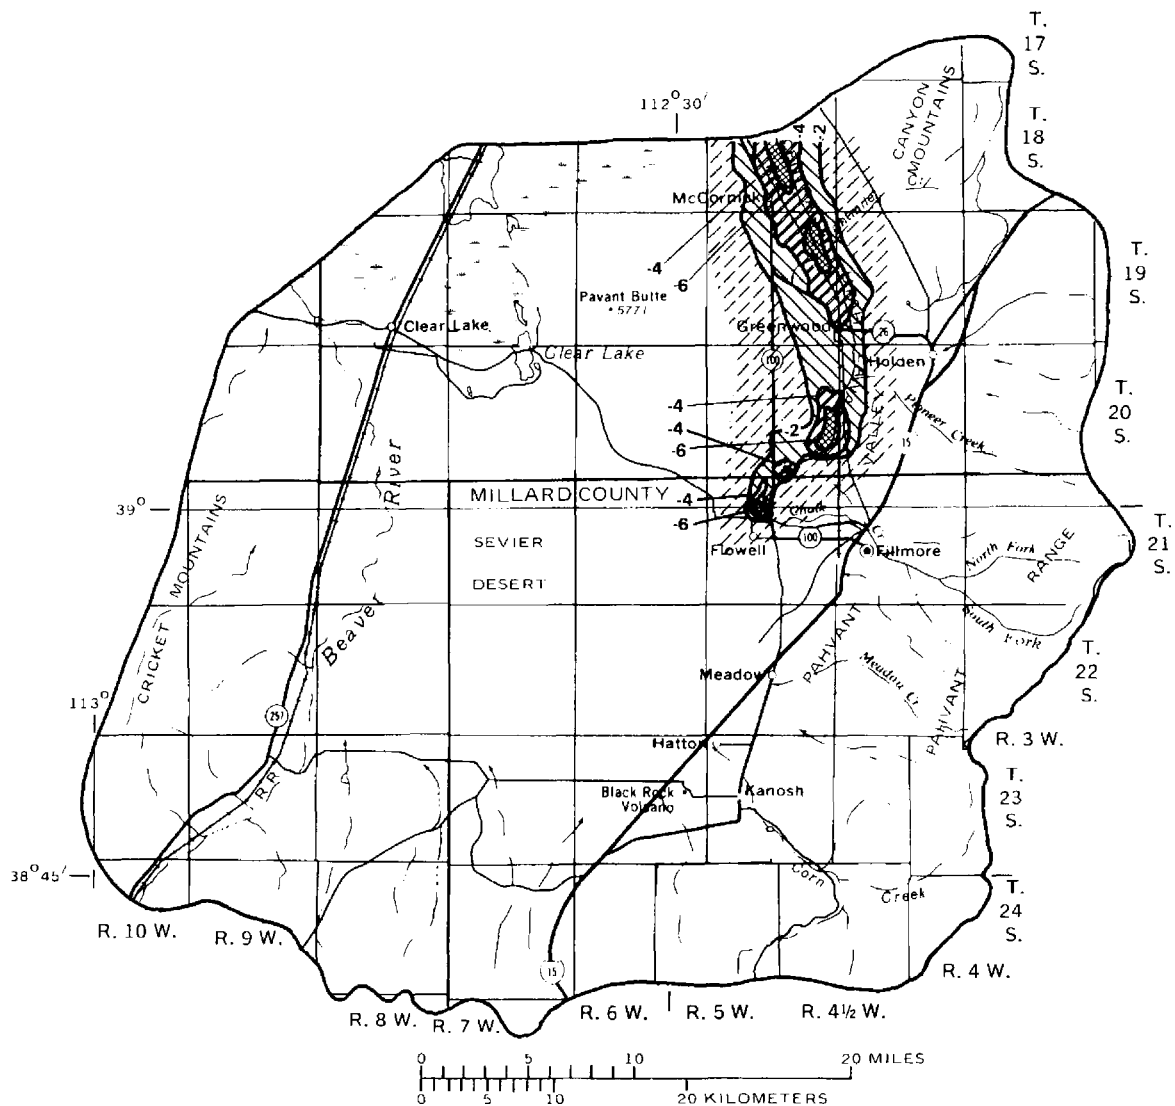 T.
17
S.
112°30'
T.
18
S.
CANYON
MOUNTAINS
-4
-2
McCormick
-4
-6
T.
19
S.
Pavant Butte
5771
Greenwood
26
Clear Lake
Clear Lake
100
Holden
-4
-4
-2
-6
Pioneer Creek
T.
20
S.
15
VALLEY
River
MILLARD COUNTY
-4
-6
39°
Chalk
Cr.
100
Flowell
Fillmore
SEVIER
DESERT
North Fork
South Fork
RANGE
T.
21
S.
CRICKET MOUNTAINS
Beaver
PAHVANT
Meadow
Meadow Cr.
PAHVANT
T.
22
S.
113°
257
R.R.
Hatton
R. 3 W.
Black Rock
Volcano
Kanosh
T.
23
S.
38°45'
Corn
Creek
T.
24
S.
R. 10 W.
R. 9 W.
15
R. 4 W.
R. 8 W.
R. 7 W.
R. 6 W.
R. 5 W.
R. 4½ W.
0 5 10 20 MILES
0 5 10 20 KILOMETERS